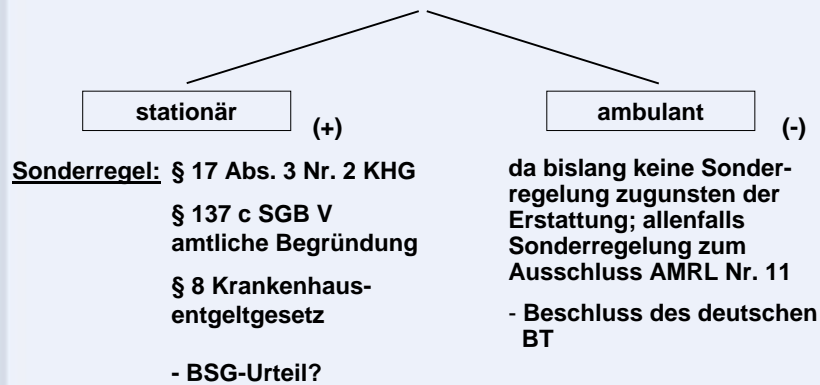 stationär
(+)
Sonderregel: § 17 Abs. 3 Nr. 2 KHG
§ 137 c SGB V
amtliche Begründung
§ 8 Krankenhaus-
entgeltgesetz
- BSG-Urteil?
ambulant
(-)
da bislang keine Sonder-
regelung zugunsten der
Erstattung; allenfalls
Sonderregelung zum
Ausschluss AMRL Nr. 11
- Beschluss des deutschen
BT